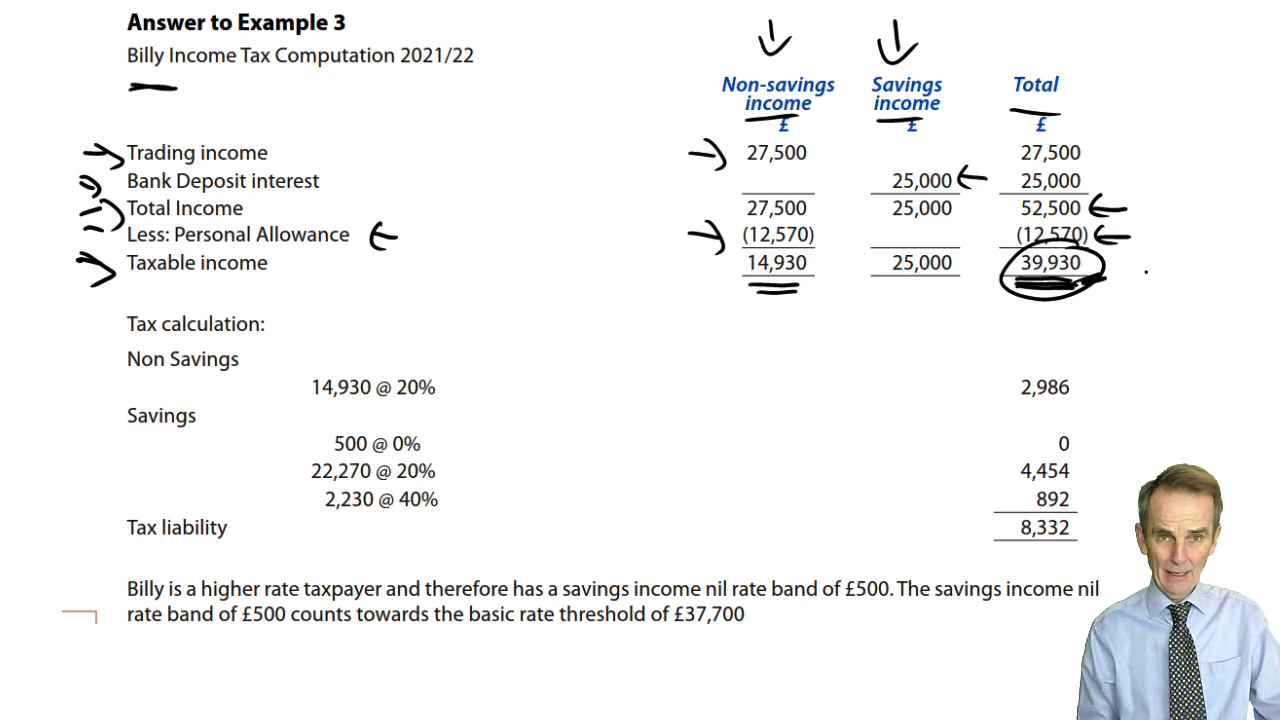 Answer to Example 3
Billy Income Tax Computation 2021/22
Non-savings income Savings income Total
£ £ £
Trading income 27,500 27,500
Bank Deposit interest 25,000 25,000
Total Income 27,500 25,000 52,500
Less: Personal Allowance (12,570) (12,570)
Taxable income 14,930 25,000 39,930
Tax calculation:
Non Savings
14,930 @ 20% 2,986
Savings
500 @ 0% 0
22,270 @ 20% 4,454
2,230 @ 40% 892
Tax liability 8,332
Billy is a higher rate taxpayer and therefore has a savings income nil rate band of £500. The savings income nil
rate band of £500 counts towards the basic rate threshold of £37,700